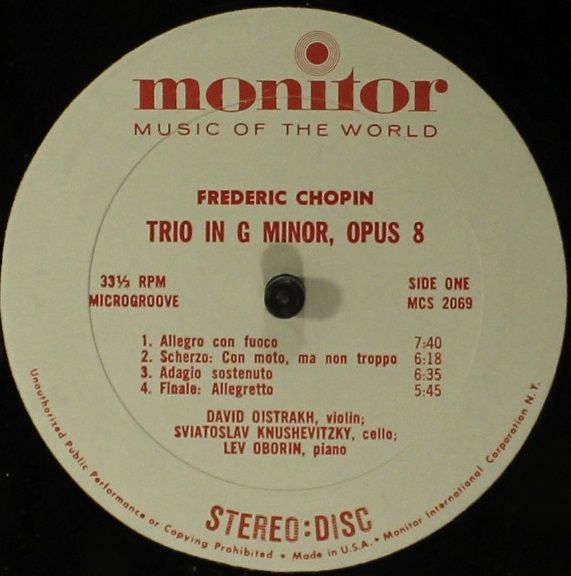 monitor
MUSIC OF THE WORLD
FREDERIC CHOPIN
TRIO IN G MINOR, OPUS 8
33⅓ RPM
MICROGROOVE
SIDE ONE
MCS 2069
1. Allegro con fuoco 7:40
2. Scherzo: Con moto, ma non troppo 6:18
3. Adagio sostenuto 6:35
4. Finale: Allegretto 5:45
DAVID OISTRAKH, violin;
SVIATOSLAV KNUSHEVITZKY, cello;
LEV OBORIN, piano
STEREO:DISC
Unauthorized Public Performance or Copying Prohibited • Made in U.S.A. • Monitor International Corporation N. Y.